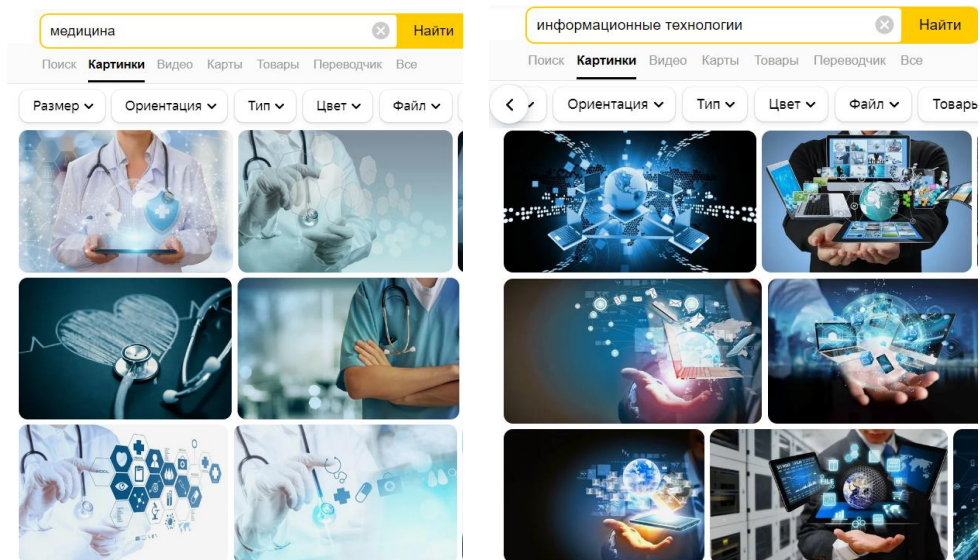 медицина
Найти
Поиск Картинки Видео Карты Товары Переводчик Все
Размер Ориентация Тип Цвет Файл
информационные технологии
Найти
Поиск Картинки Видео Карты Товары Переводчик Все
Ориентация Тип Цвет Файл Товары
FILE